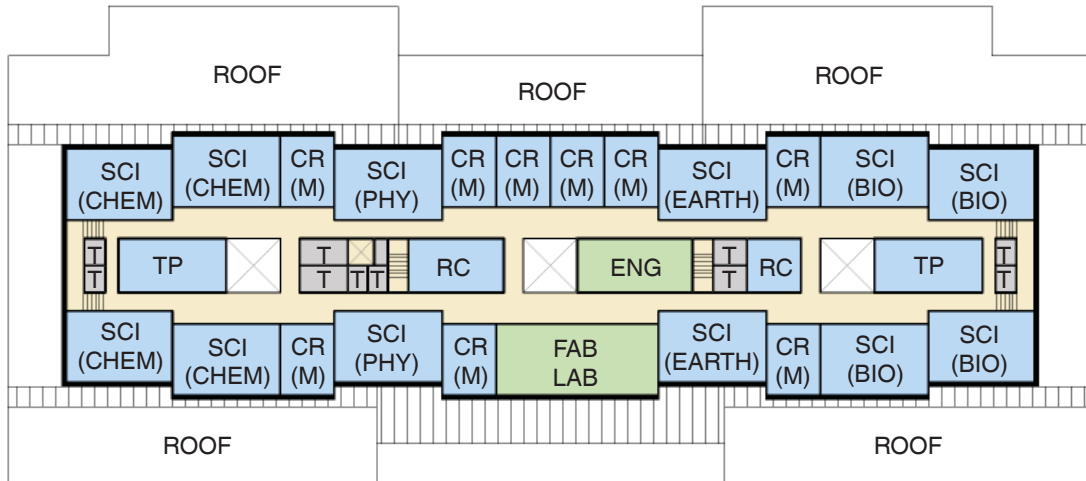 ROOF
ROOF
ROOF
SCI
(CHEM)
SCI
(CHEM)
CR
(M)
SCI
(PHY)
CR
(M)
CR
(M)
CR
(M)
CR
(M)
SCI
(EARTH)
CR
(M)
SCI
(BIO)
SCI
(BIO)
T
T
TP
T
T
T
T
RC
ENG
T
T
RC
TP
T
T
SCI
(CHEM)
SCI
(CHEM)
CR
(M)
SCI
(PHY)
CR
(M)
FAB
LAB
SCI
(EARTH)
CR
(M)
SCI
(BIO)
SCI
(BIO)
ROOF
ROOF